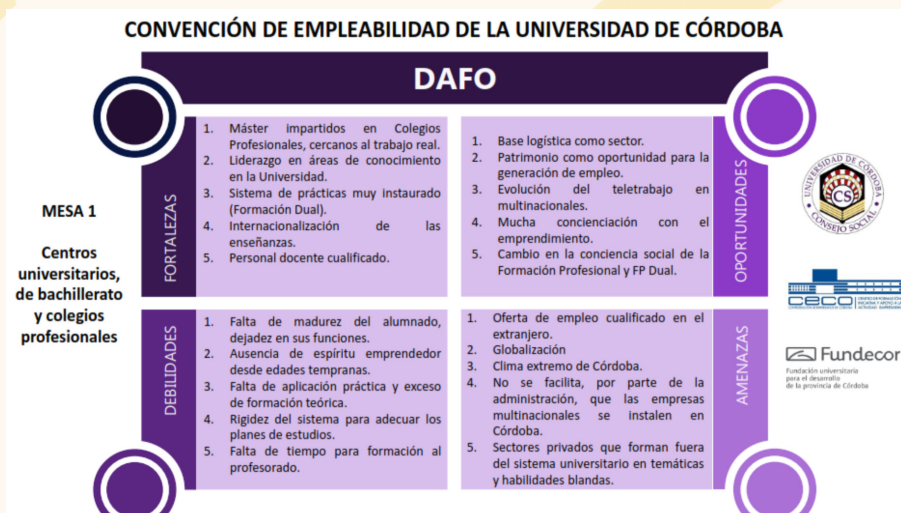 CONVENCIÓN DE EMPLEABILIDAD DE LA UNIVERSIDAD DE CÓRDOBA
DAFO
MESA 1
Centros
universitarios,
de bachillerato
y colegios
profesionales
FORTALEZAS
1. Máster impartidos en Colegios
Profesionales, cercanos al trabajo real.
2. Liderazgo en áreas de conocimiento
en la Universidad.
3. Sistema de prácticas muy instaurado
(Formación Dual).
4. Internacionalización de las
enseñanzas.
5. Personal docente cualificado.
1. Base logística como sector.
2. Patrimonio como oportunidad para la
generación de empleo.
3. Evolución del teletrabajo en
multinacionales.
4. Mucha concienciación con el
emprendimiento.
5. Cambio en la conciencia social de la
Formación Profesional y FP Dual.
OPORTUNIDADES
DEBILIDADES
1. Falta de madurez del alumnado,
dejadez en sus funciones.
2. Ausencia de espíritu emprendedor
desde edades tempranas.
3. Falta de aplicación práctica y exceso
de formación teórica.
4. Rigidez del sistema para adecuar los
planes de estudios.
5. Falta de tiempo para formación al
profesorado.
1. Oferta de empleo cualificado en el
extranjero.
2. Globalización
3. Clima extremo de Córdoba.
4. No se facilita, por parte de la
administración, que las empresas
multinacionales se instalen en
Córdoba.
5. Sectores privados que forman fuera
del sistema universitario en temáticas
y habilidades blandas.
AMENAZAS
UNIVERSIDAD DE CÓRDOBA
CS
CONSEJO SOCIAL
CECO
Fundecor
Fundación universitaria
para el desarrollo
de la provincia de Córdoba